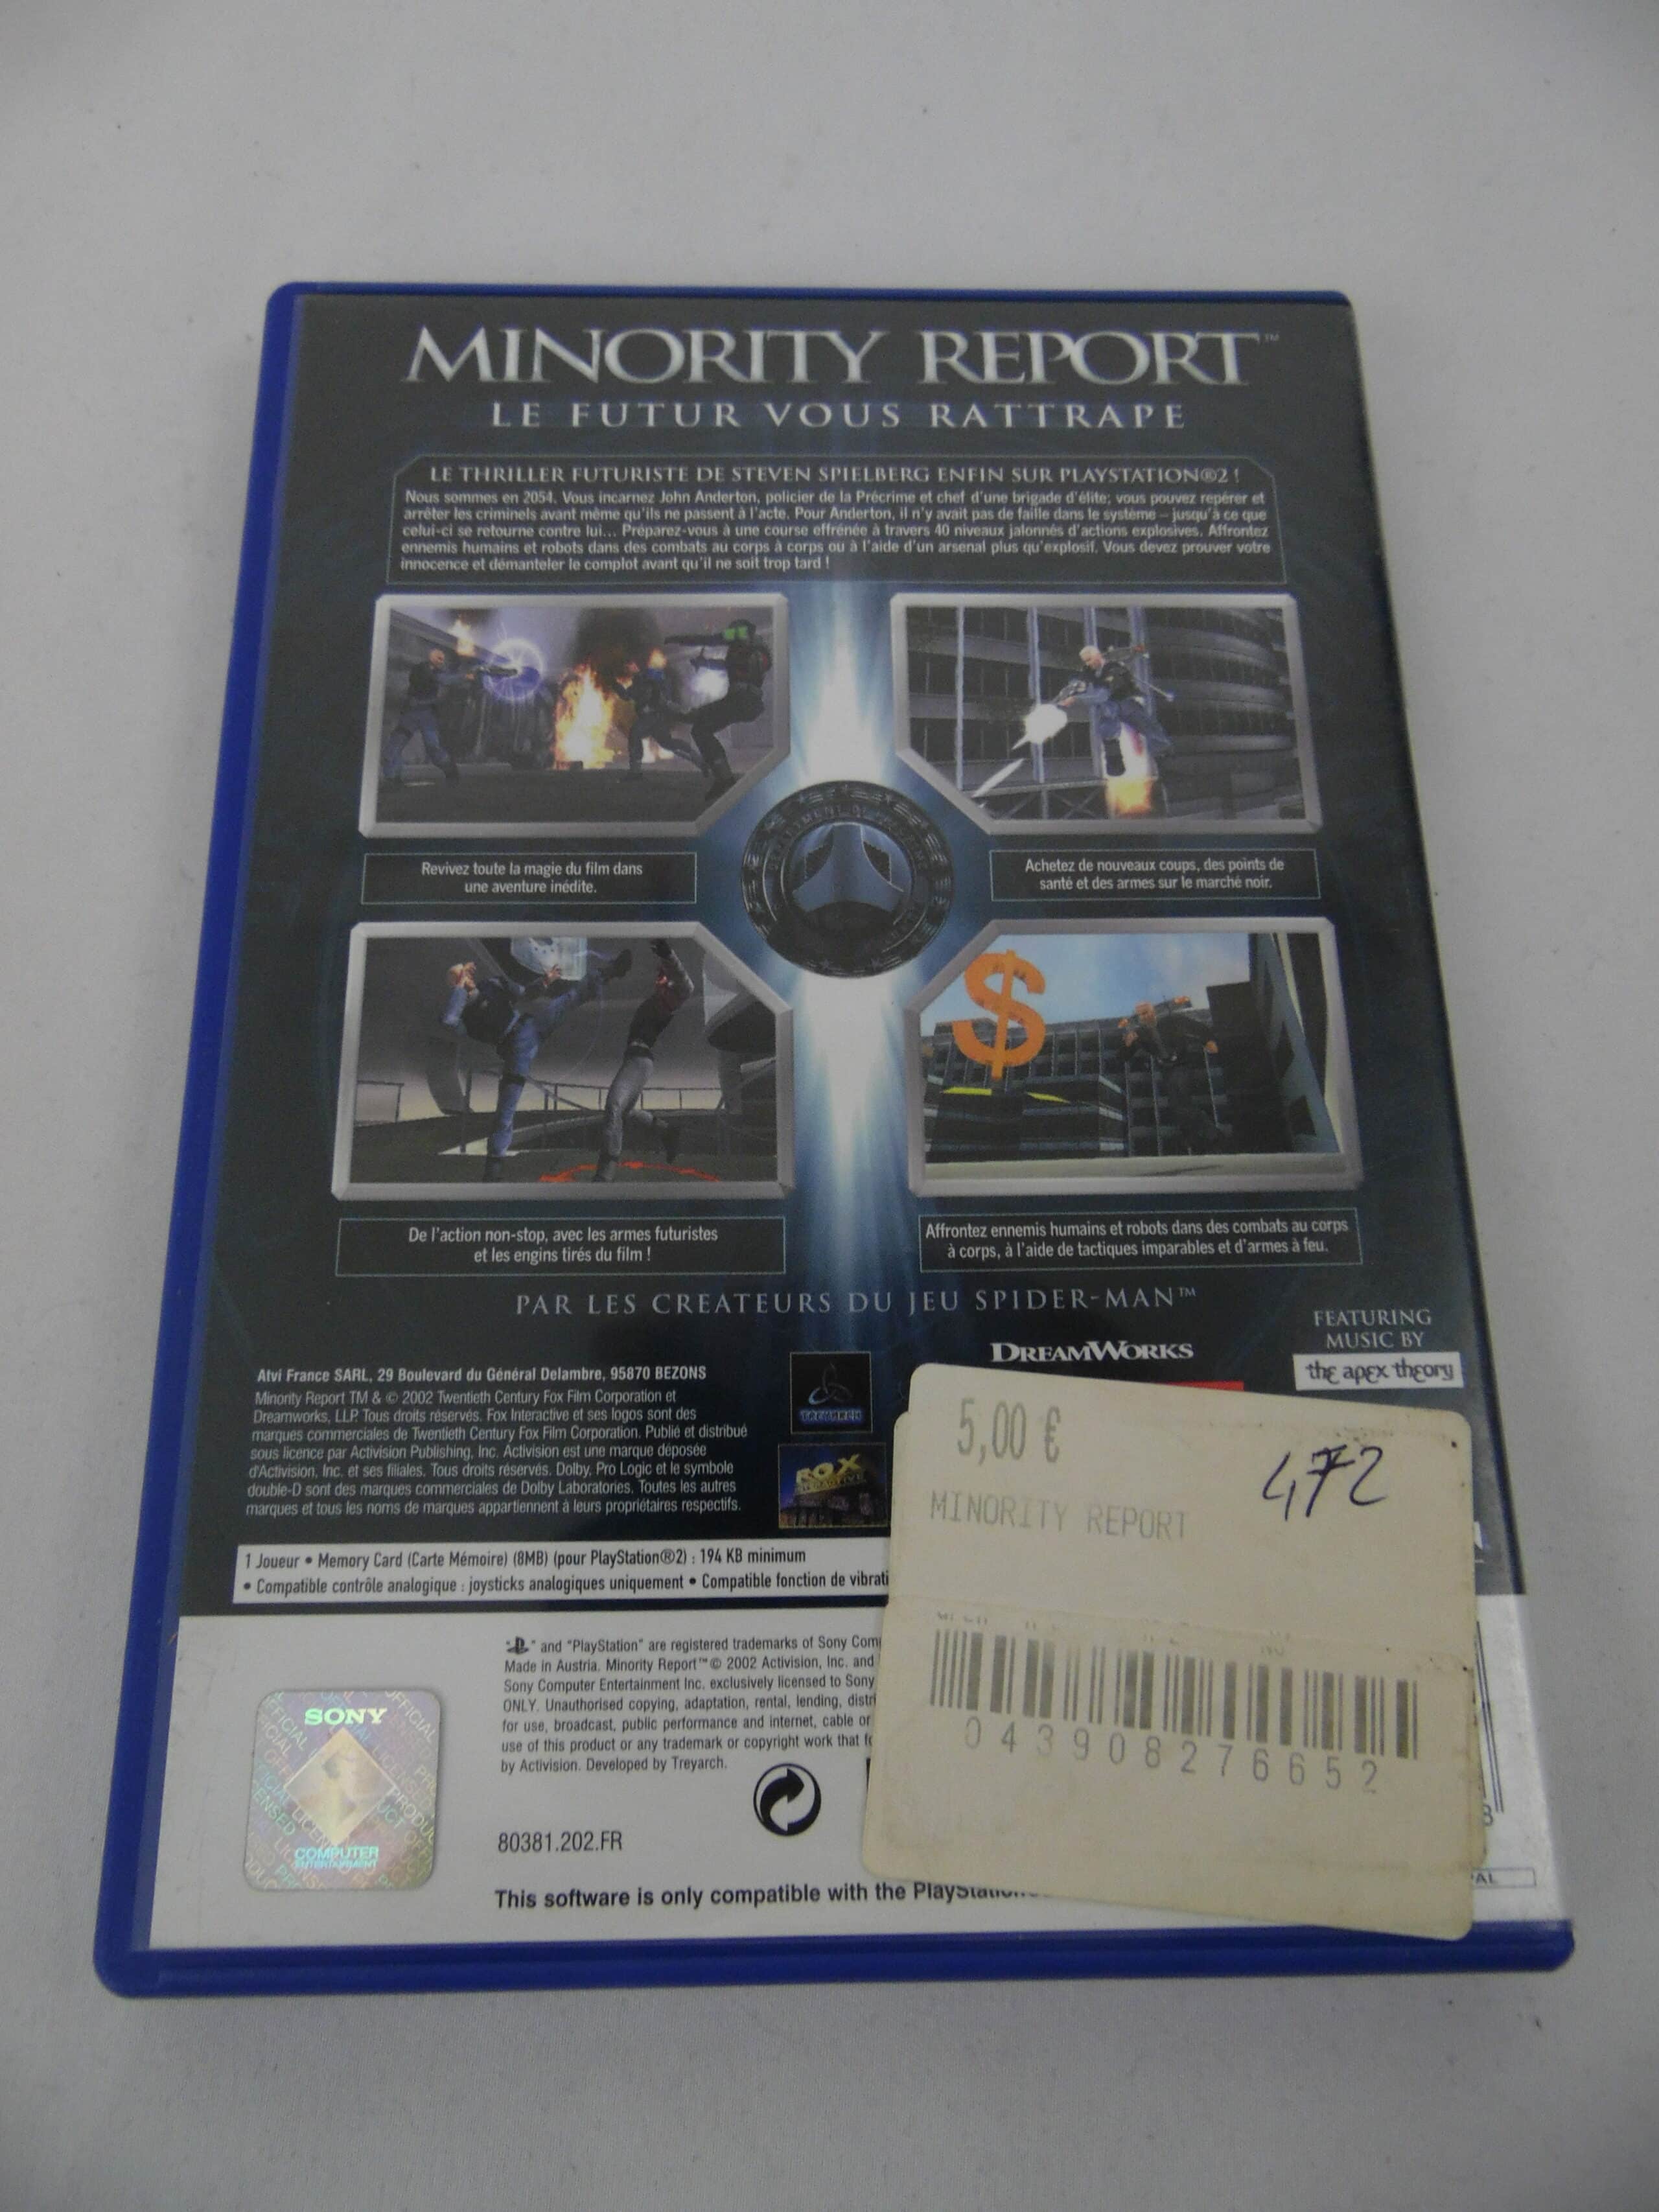 MINORITY REPORT™
LE FUTUR VOUS RATTRAPE
LE THRILLER FUTURISTE DE STEVEN SPIELBERG ENFIN SUR PLAYSTATION®2 !
Nous sommes en 2054. Vous incarnez John Anderton, policier de la Précrime et chef d'une brigade d'élite; vous pouvez repérer et
arrêter les criminels avant même qu'ils ne passent à l'acte. Pour Anderton, il n'y avait pas de faille dans le système – jusqu'à ce que
celui-ci se retourne contre lui... Préparez-vous à une course effrénée à travers 40 niveaux jalonnés d'actions explosives. Affrontez
ennemis humains et robots dans des combats au corps à corps ou à l'aide d'un arsenal plus qu'explosif. Vous devez prouver votre
innocence et démanteler le complot avant qu'il ne soit trop tard !
Revivez toute la magie du film dans
une aventure inédite.
Achetez de nouveaux coups, des points de
santé et des armes sur le marché noir.
$
De l'action non-stop, avec les armes futuristes
et les engins tirés du film !
Affrontez ennemis humains et robots dans des combats au corps
à corps, à l'aide de tactiques imparables et d'armes à feu.
PAR LES CREATEURS DU JEU SPIDER-MAN™
FEATURING
MUSIC BY
the apex theory
DREAMWORKS
Alvi France SARL, 29 Boulevard du Général Delambre, 95870 BEZONS
Minority Report TM & © 2002 Twentieth Century Fox Film Corporation et
Dreamworks, LLP Tous droits réservés. Fox Interactive et ses logos sont des
marques commerciales de Twentieth Century Fox Film Corporation. Publié et distribué
sous licence par Activision Publishing, Inc. Activision est une marque déposée
d'Activision, Inc. et ses filiales. Tous droits réservés. Dolby, Pro Logic et le symbole
double-D sont des marques commerciales de Dolby Laboratories. Toutes les autres
marques et tous les noms de marques appartiennent à leurs propriétaires respectifs.
TREYARCH
FOX
INTERACTIVE
5,00 €
472
MINORITY REPORT
043908276652
1 Joueur • Memory Card (Carte Mémoire) (8MB) (pour PlayStation®2) : 194 KB minimum
• Compatible contrôle analogique : joysticks analogiques uniquement • Compatible fonction de vibrati
"PS" and "PlayStation" are registered trademarks of Sony Com
Made in Austria. Minority Report™ © 2002 Activision, Inc. and
Sony Computer Entertainment Inc. exclusively licensed to Sony
ONLY. Unauthorised copying, adaptation, rental, lending, distri
for use, broadcast, public performance and internet, cable or
use of this product or any trademark or copyright work that f
by Activision. Developed by Treyarch.
SONY
COMPUTER
ENTERTAINMENT
80381.202.FR
This software is only compatible with the PlayStation
PAL